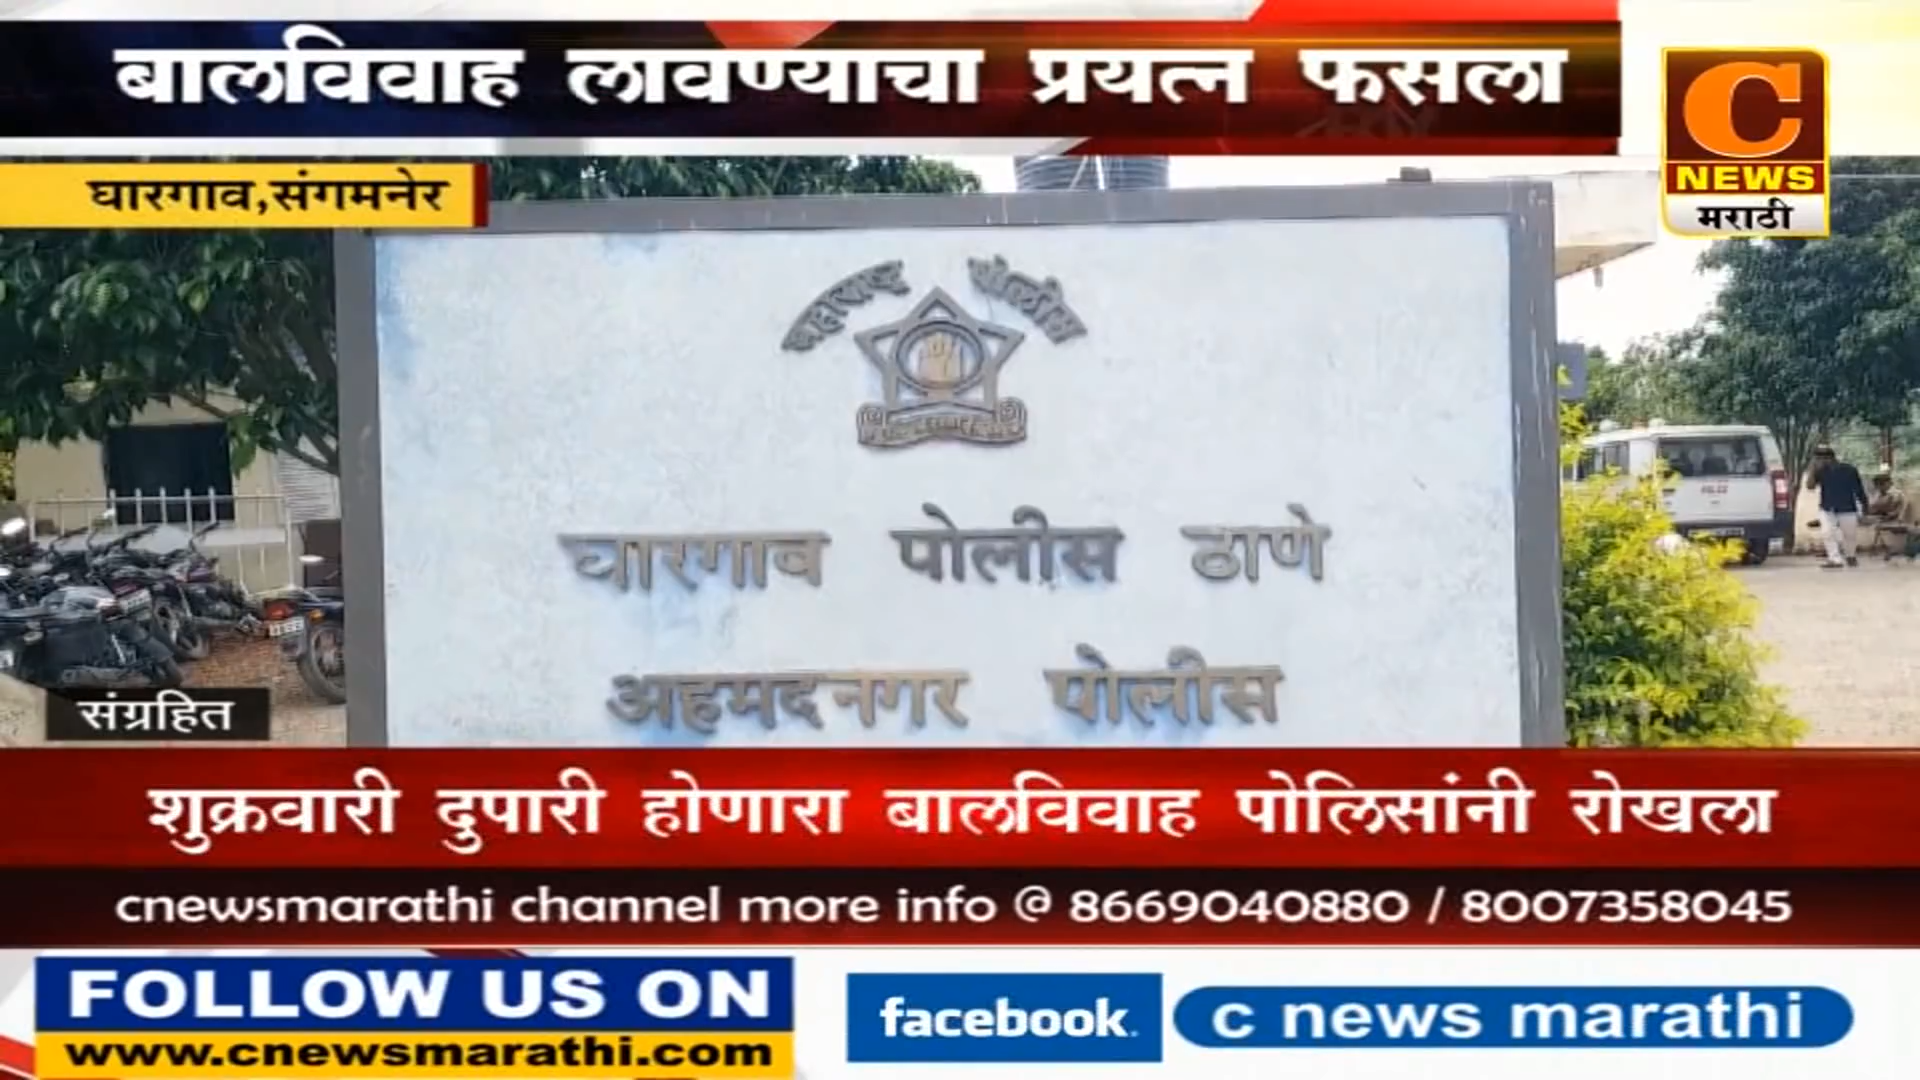 बालविवाह लावण्याचा प्रयत्न फसला
C
NEWS
मराठी
घारगाव,संगमनेर
महाराष्ट्र पोलीस
घारगाव पोलीस ठाणे
अहमदनगर पोलीस
संग्रहित
शुक्रवारी दुपारी होणारा बालविवाह पोलिसांनी रोखला
cnewsmarathi channel more info @ 8669040880 / 8007358045
FOLLOW US ON
www.cnewsmarathi.com
facebook.
c news marathi